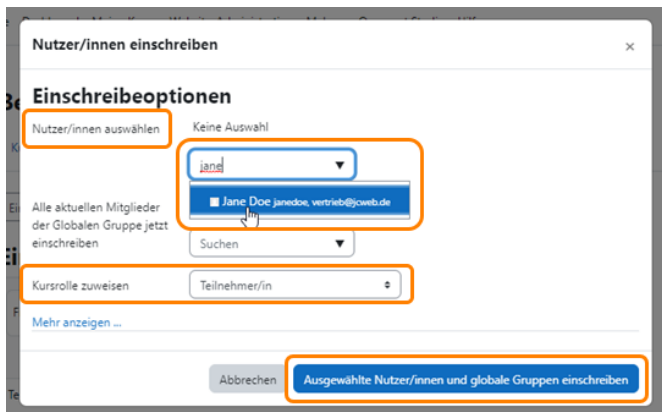 Nutzer/innen einschreiben
×
Einschreibeoptionen
Nutzer/innen auswählen
Keine Auswahl
jane
▼
Jane Doe janedoe, vertrieb@jcweb.de
Alle aktuellen Mitglieder
der Globalen Gruppe jetzt
einschreiben
Suchen
▼
Kursrolle zuweisen
Teilnehmer/in
Mehr anzeigen ...
Abbrechen
Ausgewählte Nutzer/innen und globale Gruppen einschreiben